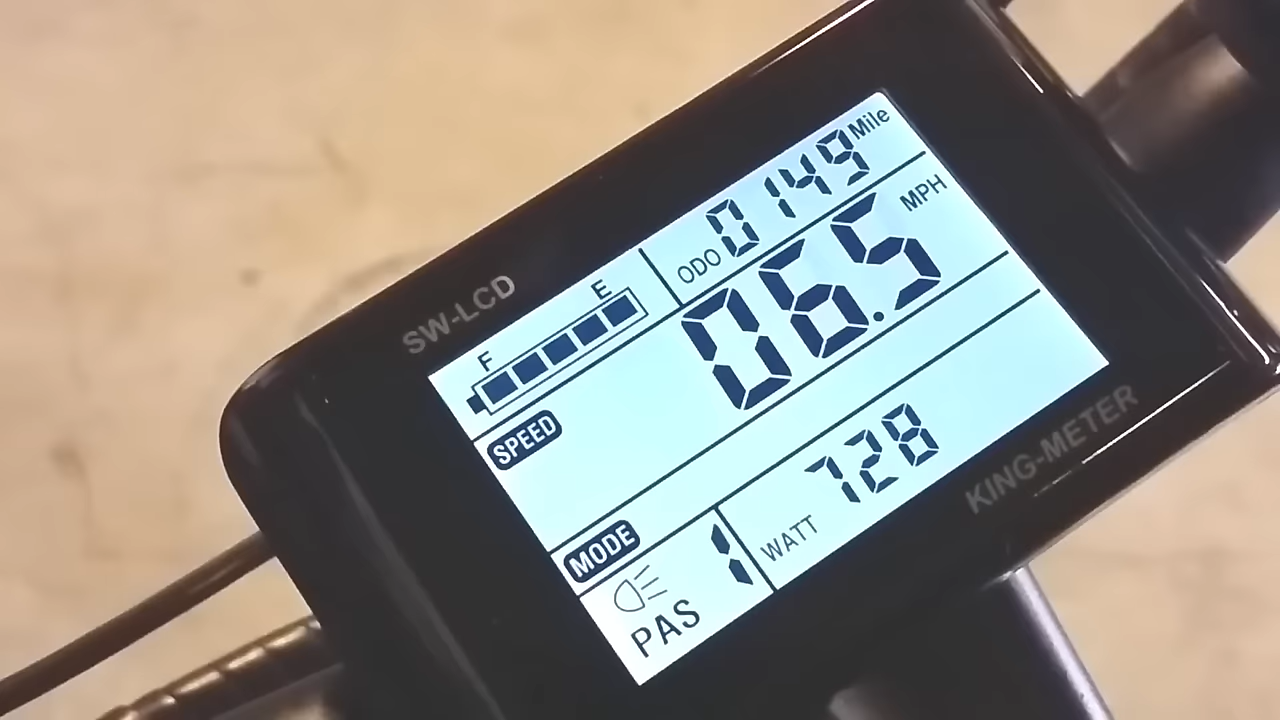 SW-LCD
F E
ODO 0149 Mile
SPEED
06.5 MPH
MODE
PAS 1
WATT 728
KING-METER